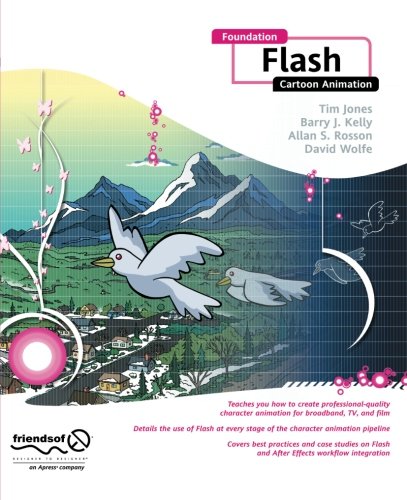 Foundation
Flash
Cartoon Animation
Tim Jones
Barry J. Kelly
Allan S. Rosson
David Wolfe
Teaches you how to create professional-quality
character animation for broadband, TV, and film
Details the use of Flash at every stage of the character animation pipeline
Covers best practices and case studies on Flash
and After Effects workflow integration
friendsof
DESIGNER TO DESIGNER™
an Apress® company